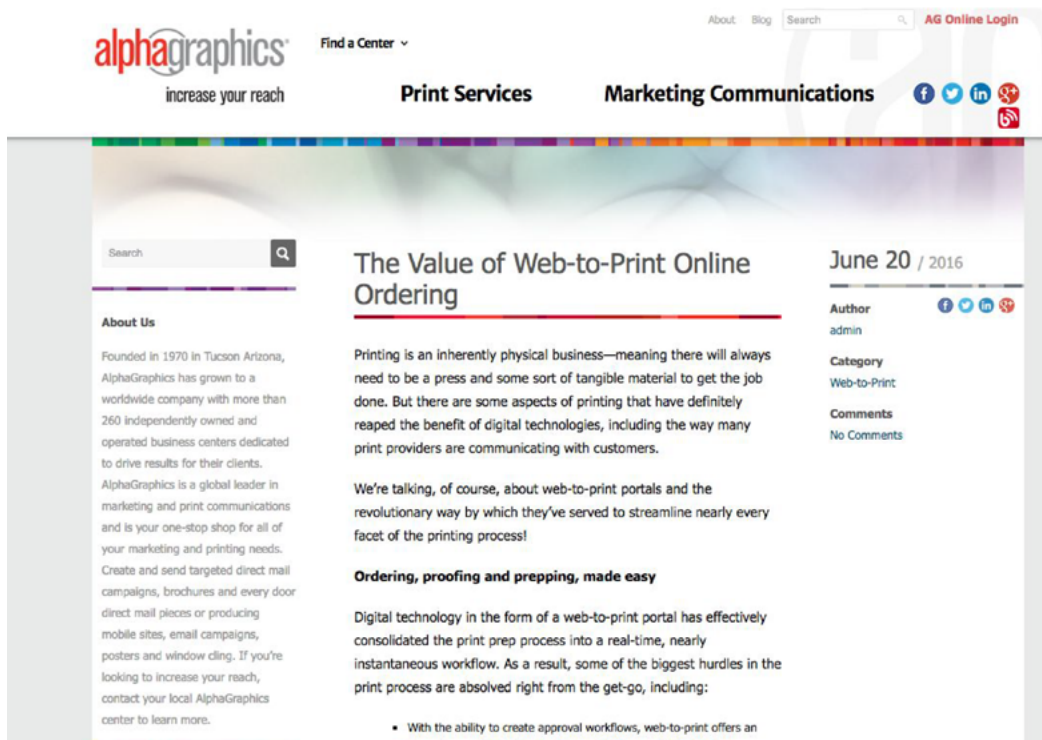 About Blog Search AG Online Login
alphagraphics
Find a Center
increase your reach
Print Services Marketing Communications
Search
The Value of Web-to-Print Online
Ordering
June 20 / 2016
Author
admin
Category
Web-to-Print
Comments
No Comments
About Us
Founded in 1970 in Tucson Arizona,
AlphaGraphics has grown to a
worldwide company with more than
260 independently owned and
operated business centers dedicated
to drive results for their clients.
AlphaGraphics is a global leader in
marketing and print communications
and is your one-stop shop for all of
your marketing and printing needs.
Create and send targeted direct mail
campaigns, brochures and every door
direct mail pieces or producing
mobile sites, email campaigns,
posters and window cling. If you're
looking to increase your reach,
contact your local AlphaGraphics
center to learn more.
Printing is an inherently physical business—meaning there will always
need to be a press and some sort of tangible material to get the job
done. But there are some aspects of printing that have definitely
reaped the benefit of digital technologies, including the way many
print providers are communicating with customers.
We're talking, of course, about web-to-print portals and the
revolutionary way by which they've served to streamline nearly every
facet of the printing process!
Ordering, proofing and prepping, made easy
Digital technology in the form of a web-to-print portal has effectively
consolidated the print prep process into a real-time, nearly
instantaneous workflow. As a result, some of the biggest hurdles in the
print process are absolved right from the get-go, including:
• With the ability to create approval workflows, web-to-print offers an